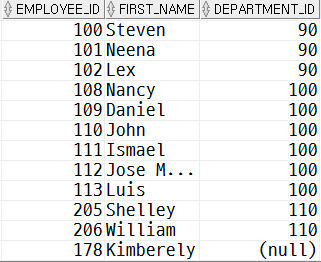 EMPLOYEE_ID FIRST_NAME DEPARTMENT_ID
100 Steven 90
101 Neena 90
102 Lex 90
108 Nancy 100
109 Daniel 100
110 John 100
111 Ismael 100
112 Jose M... 100
113 Luis 100
205 Shelley 110
206 William 110
178 Kimberely (null)